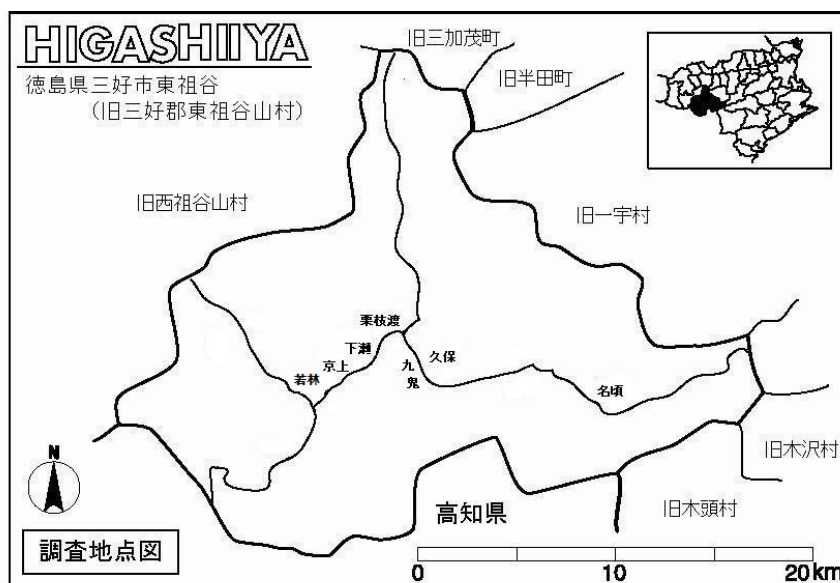 HIGASHIIYA
徳島県三好市東祖谷
（旧三好郡東祖谷山村）
旧三加茂町
旧半田町
旧西祖谷山村
旧一宇村
栗枝渡
下瀬
京上
若林
久保
九鬼
名頃
旧木沢村
旧木頭村
高知県
N
調査地点図
0 10 20 km